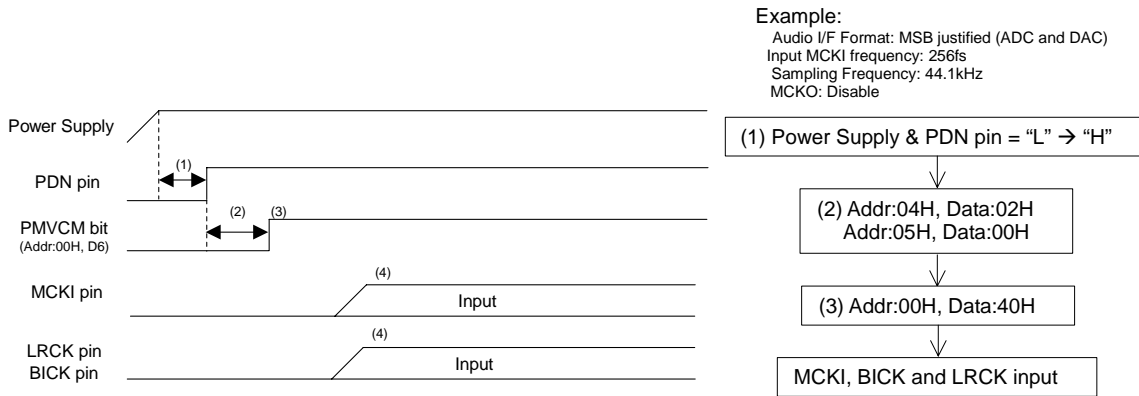 Example:
Audio I/F Format: MSB justified (ADC and DAC)
Input MCKI frequency: 256fs
Sampling Frequency: 44.1kHz
MCKO: Disable
Power Supply
(1)
PDN pin
(2)
(3)
PMVCM bit
(Addr:00H, D6)
(4)
MCKI pin
Input
(4)
LRCK pin
BICK pin
Input
(1) Power Supply & PDN pin = “L” → “H”
(2) Addr:04H, Data:02H
Addr:05H, Data:00H
(3) Addr:00H, Data:40H
MCKI, BICK and LRCK input